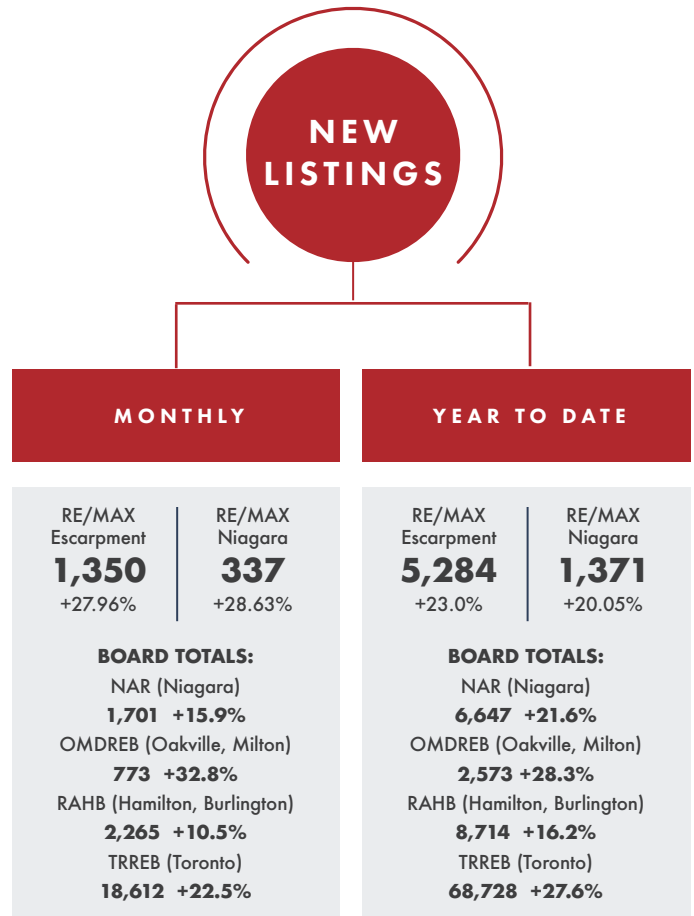 NEW
LISTINGS
MONTHLY
RE/MAX
Escarpment
1,350
+27.96%
RE/MAX
Niagara
337
+28.63%
BOARD TOTALS:
NAR (Niagara)
1,701 +15.9%
OMDREB (Oakville, Milton)
773 +32.8%
RAHB (Hamilton, Burlington)
2,265 +10.5%
TRREB (Toronto)
18,612 +22.5%
YEAR TO DATE
RE/MAX
Escarpment
5,284
+23.0%
RE/MAX
Niagara
1,371
+20.05%
BOARD TOTALS:
NAR (Niagara)
6,647 +21.6%
OMDREB (Oakville, Milton)
2,573 +28.3%
RAHB (Hamilton, Burlington)
8,714 +16.2%
TRREB (Toronto)
68,728 +27.6%